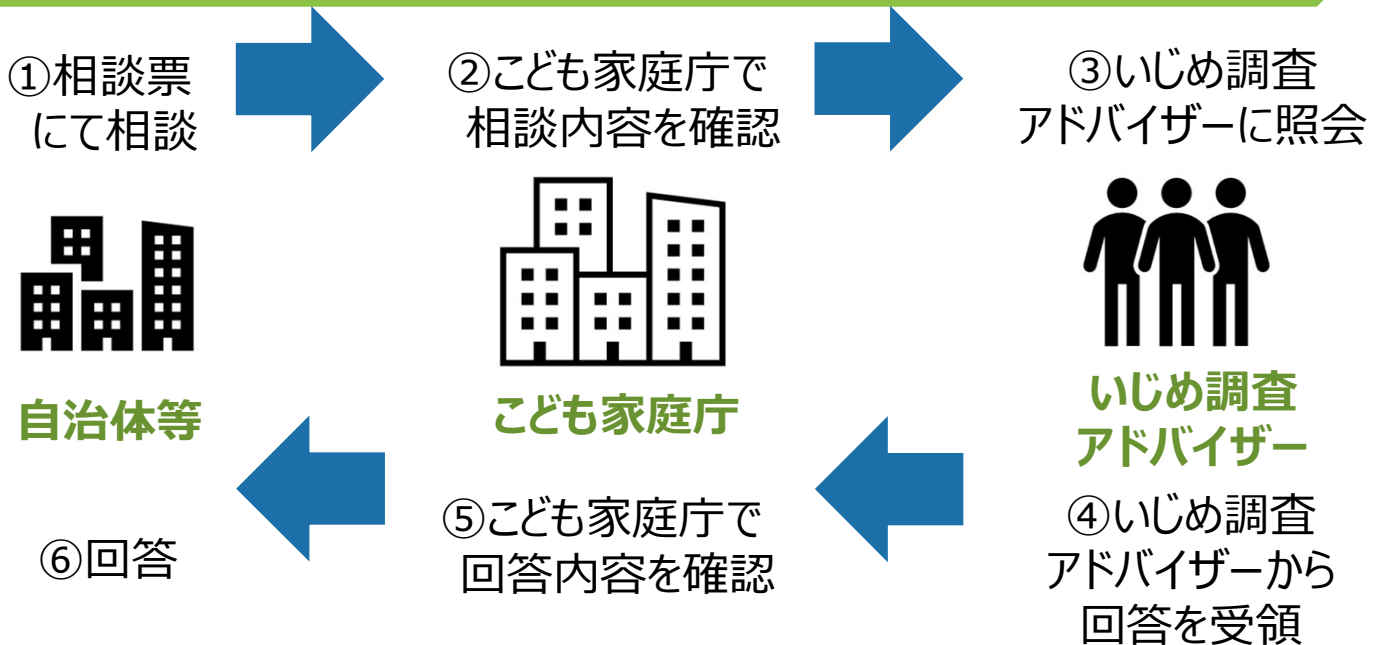 ①相談票
にて相談
②こども家庭庁で
相談内容を確認
③いじめ調査
アドバイザーに照会
自治体等
こども家庭庁
いじめ調査
アドバイザー
④いじめ調査
アドバイザーから
回答を受領
⑤こども家庭庁で
回答内容を確認
⑥回答